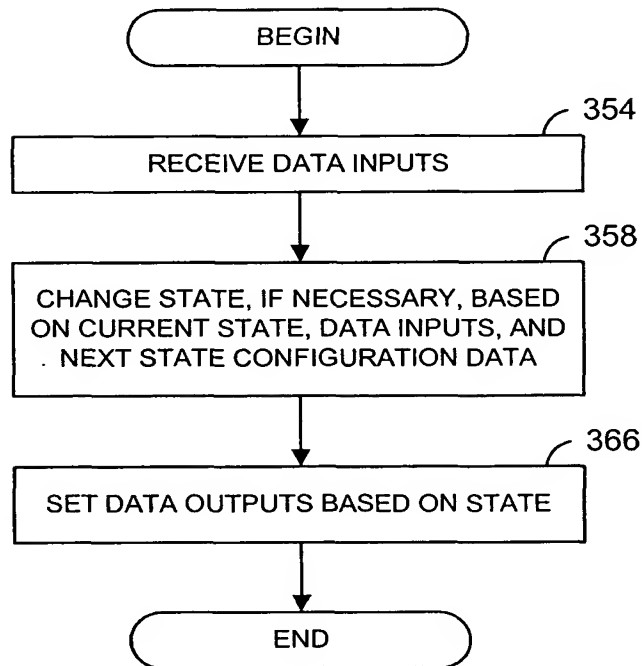 BEGIN
354
RECEIVE DATA INPUTS
358
CHANGE STATE, IF NECESSARY, BASED
ON CURRENT STATE, DATA INPUTS, AND
NEXT STATE CONFIGURATION DATA
366
SET DATA OUTPUTS BASED ON STATE
END